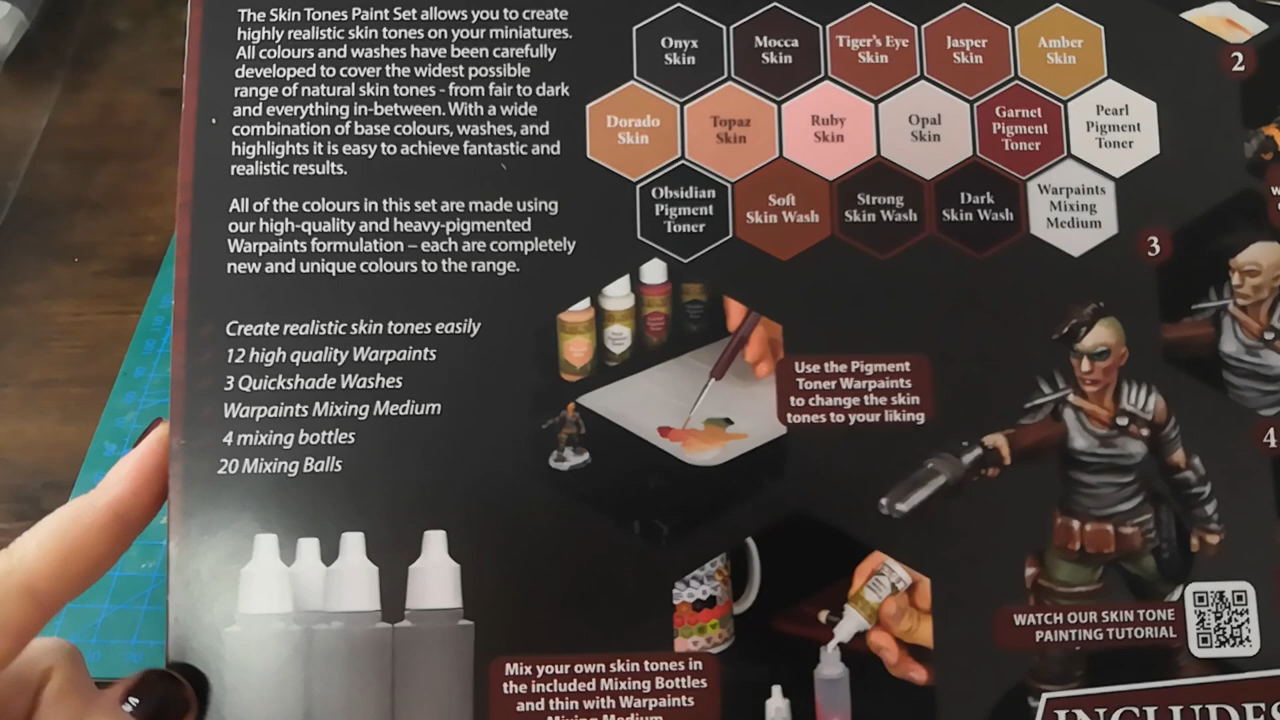 The Skin Tones Paint Set allows you to create
highly realistic skin tones on your miniatures.
All colours and washes have been carefully
developed to cover the widest possible
range of natural skin tones - from fair to dark
and everything in-between. With a wide
combination of base colours, washes, and
highlights it is easy to achieve fantastic and
realistic results.
All of the colours in this set are made using
our high-quality and heavy-pigmented
Warpaints formulation – each are completely
new and unique colours to the range.
Create realistic skin tones easily
12 high quality Warpaints
3 Quickshade Washes
Warpaints Mixing Medium
4 mixing bottles
20 Mixing Balls
Onyx
Skin
Mocca
Skin
Tiger's Eye
Skin
Jasper
Skin
Amber
Skin
Dorado
Skin
Topaz
Skin
Ruby
Skin
Opal
Skin
Garnet
Pigment
Toner
Pearl
Pigment
Toner
Obsidian
Pigment
Toner
Soft
Skin Wash
Strong
Skin Wash
Dark
Skin Wash
Warpaints
Mixing
Medium
2
3
4
Use the Pigment
Toner Warpaints
to change the skin
tones to your liking
Mix your own skin tones in
the included Mixing Bottles
and thin with Warpaints
Mixing Medium
WATCH OUR SKIN TONE
PAINTING TUTORIAL
INCLUDES